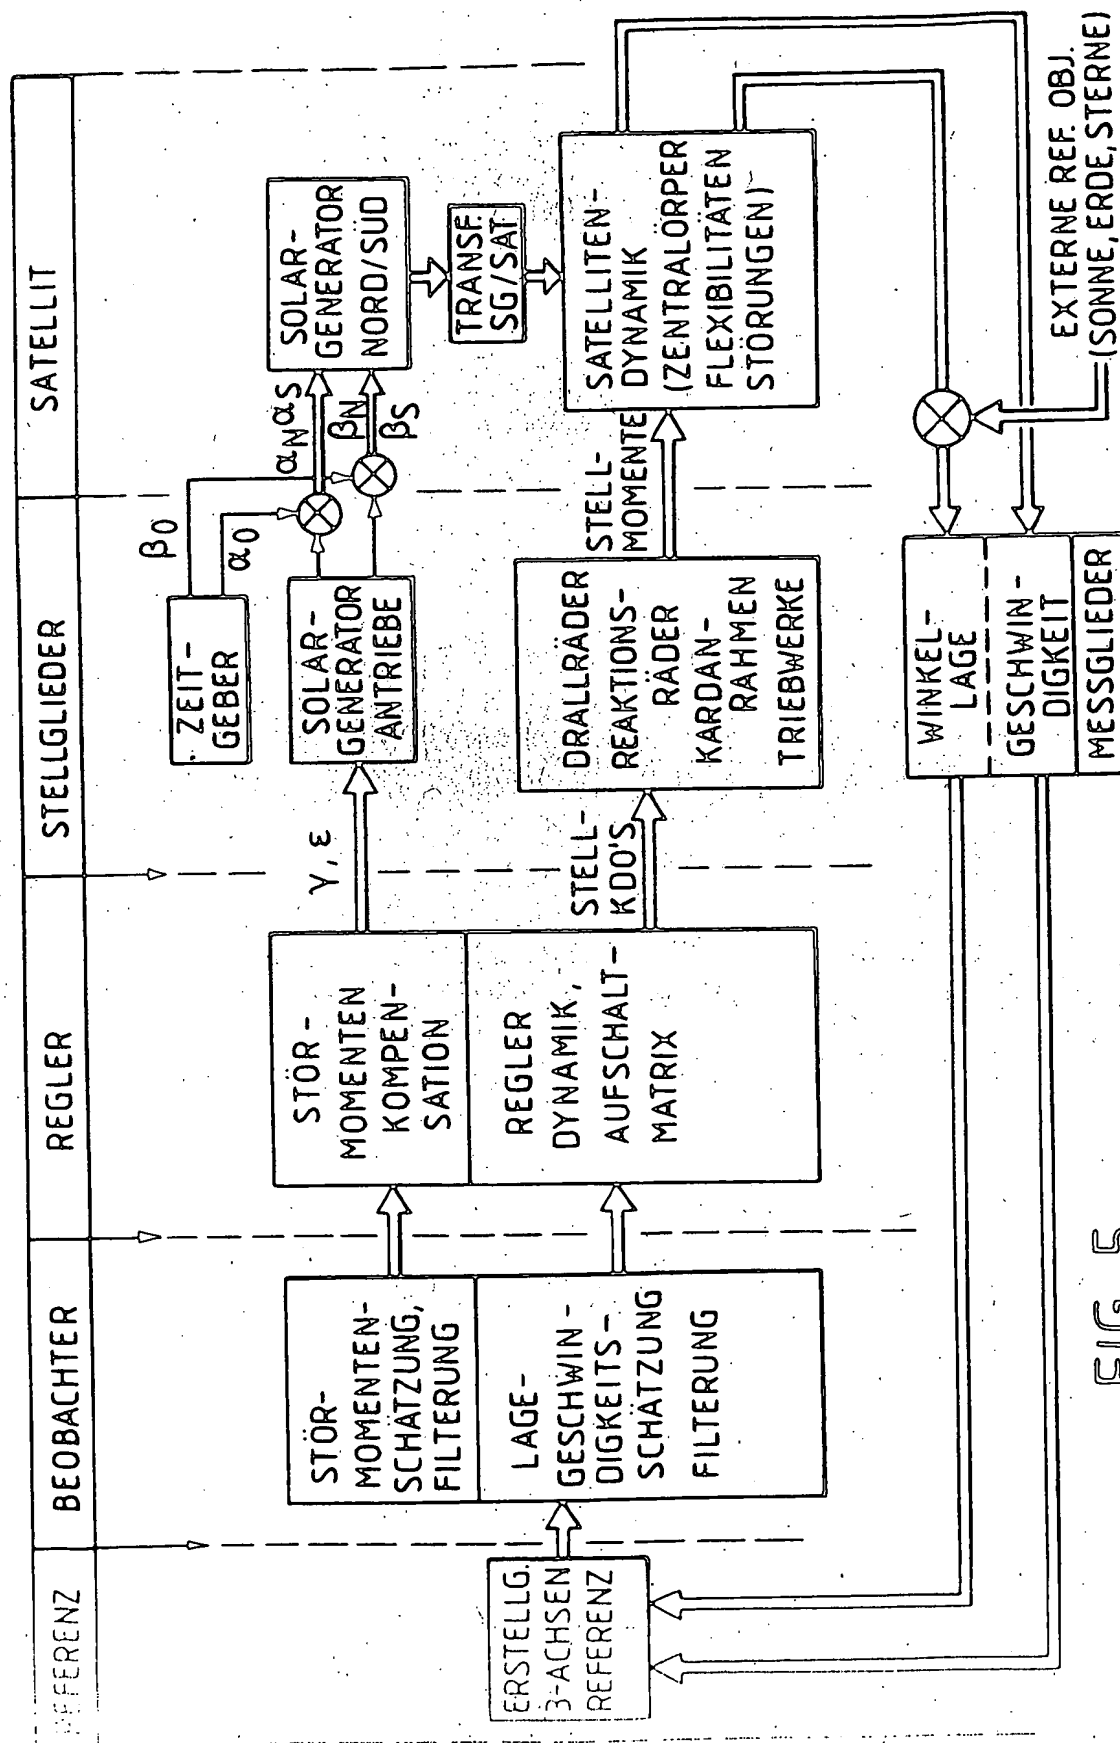 REFERENZ
BEOBACHTER
REGLER
STELLGLIEDER
SATELLIT
ERSTELLG.
3-ACHSEN
REFERENZ
STÖR-
MOMENTEN-
SCHÄTZUNG,
FILTERUNG
LAGE-
GESCHWIN-
DIGKEITS-
SCHÄTZUNG
FILTERUNG
STÖR-
MOMENTEN
KOMPEN-
SATION
REGLER
DYNAMIK,
AUFSCHALT-
MATRIX
γ, ε
STELL-
KDO'S
ZEIT-
GEBER
β0
α0
SOLAR-
GENERATOR
ANTRIEBE
DRALLRÄDER
REAKTIONS-
RÄDER
KARDAN-
RAHMEN
TRIEBWERKE
αN αS
βN
βS
STELL-
MOMENTE
SOLAR-
GENERATOR
NORD/SÜD
TRANSF.
SG/SAT
SATELLITEN-
DYNAMIK
(ZENTRALÖRPER
FLEXIBILITÄTEN
STÖRUNGEN)
WINKEL-
LAGE
GESCHWIN-
DIGKEIT
MESSGLIEDER
EXTERNE REF. OBJ.
(SONNE, ERDE, STERNE)
FIG. 5